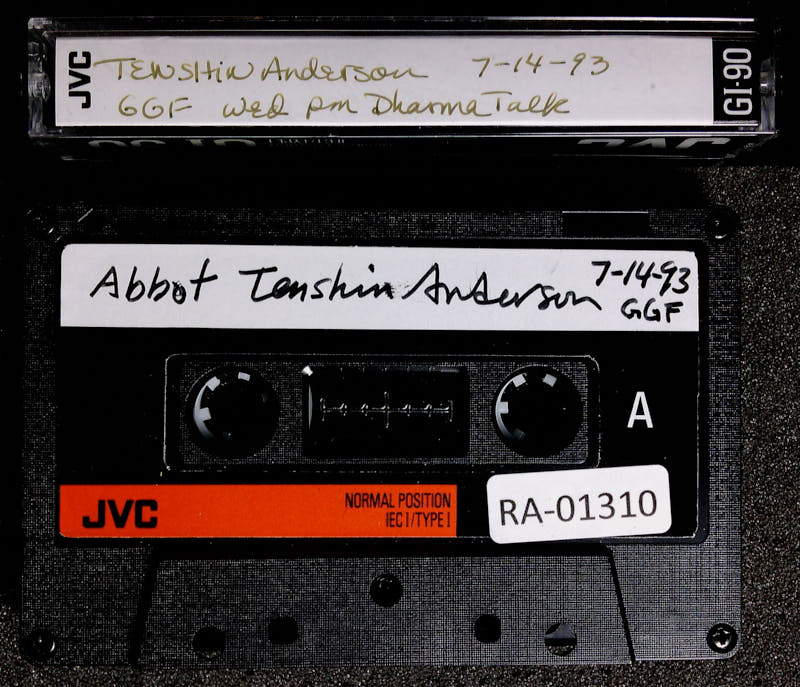 JVC
TENSHIN Anderson 7-14-93
GGF Wed pm Dharma Talk
GI-90
Abbot Tenshin Anderson 7-14-93
GGF
A
JVC
NORMAL POSITION
IEC I/TYPE I
RA-01310